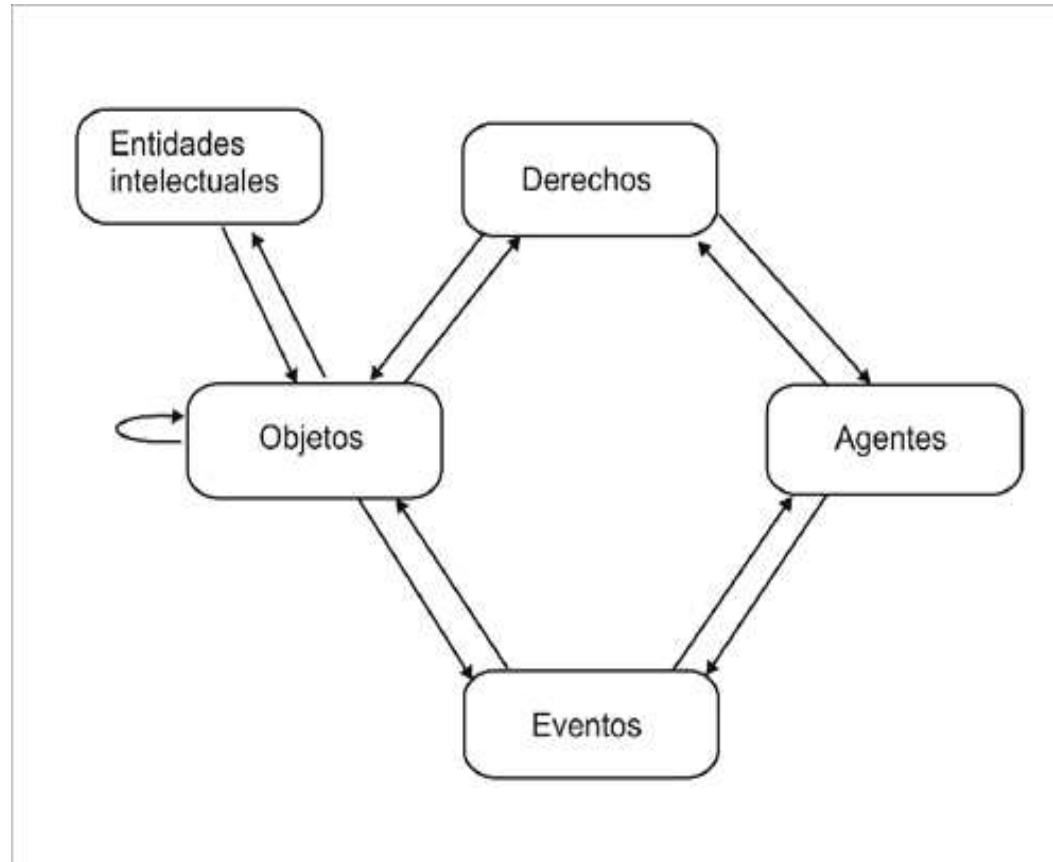 Entidades
intelectuales
Derechos
Objetos
Agentes
Eventos